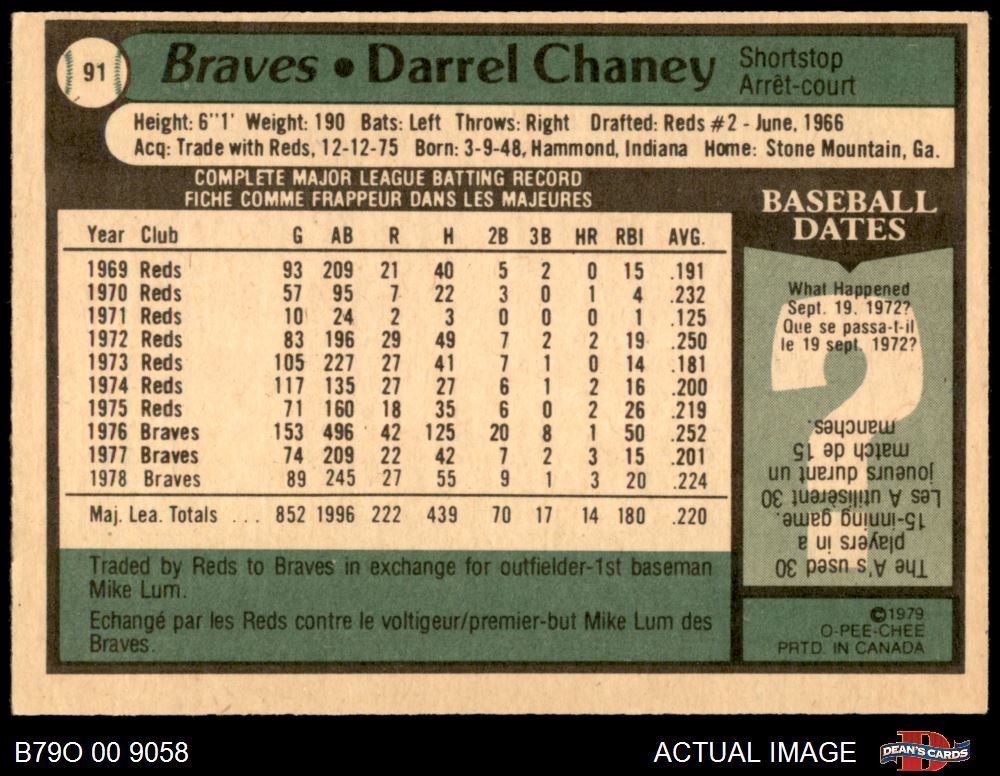 91
Braves • Darrel Chaney
Shortstop
Arrêt-court
Height: 6"1' Weight: 190 Bats: Left Throws: Right Drafted: Reds #2 - June, 1966
Acq: Trade with Reds, 12-12-75 Born: 3-9-48, Hammond, Indiana Home: Stone Mountain, Ga.
COMPLETE MAJOR LEAGUE BATTING RECORD
FICHE COMME FRAPPEUR DANS LES MAJEURES
Year Club G AB R H 2B 3B HR RBI AVG.
1969 Reds 93 209 21 40 5 2 0 15 .191
1970 Reds 57 95 7 22 3 0 1 4 .232
1971 Reds 10 24 2 3 0 0 0 1 .125
1972 Reds 83 196 29 49 7 2 2 19 .250
1973 Reds 105 227 27 41 7 1 0 14 .181
1974 Reds 117 135 27 27 6 1 2 16 .200
1975 Reds 71 160 18 35 6 0 2 26 .219
1976 Braves 153 496 42 125 20 8 1 50 .252
1977 Braves 74 209 22 42 7 2 3 15 .201
1978 Braves 89 245 27 55 9 1 3 20 .224
Maj. Lea. Totals ... 852 1996 222 439 70 17 14 180 .220
Traded by Reds to Braves in exchange for outfielder-1st baseman
Mike Lum.
Echangé par les Reds contre le voltigeur/premier-but Mike Lum des
Braves.
BASEBALL
DATES
What Happened
Sept. 19, 1972?
Que se passa-t-il
le 19 sept. 1972?
The A's used 30
players in a
15-inning game.
Les A utilisèrent 30
joueurs durant un
match de 15
manches.
©1979
O-PEE-CHEE
PRTD. IN CANADA
B79O 00 9058
ACTUAL IMAGE
D
DEAN'S CARDS